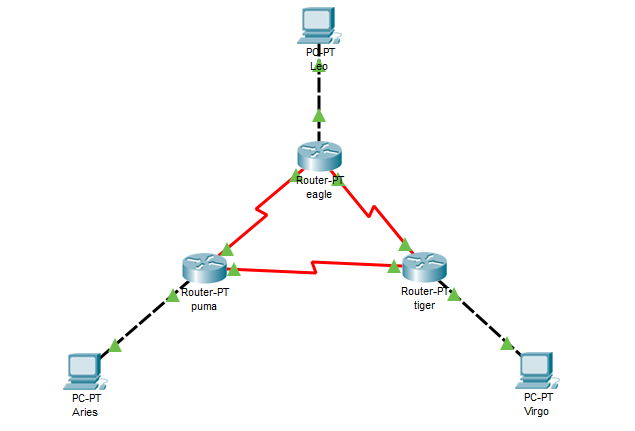 PC-PT
Leo
Router-PT
eagle
Router-PT
puma
Router-PT
tiger
PC-PT
Aries
PC-PT
Virgo